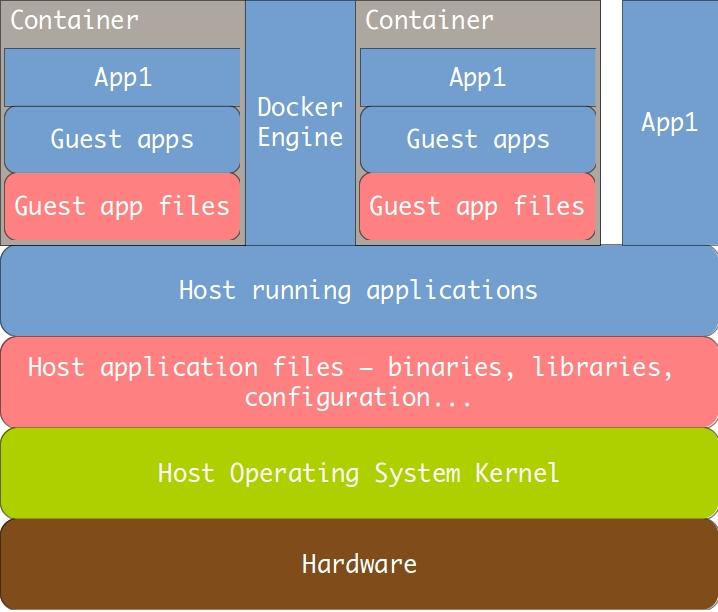 Container
App1
Guest apps
Guest app files
Docker
Engine
Container
App1
Guest apps
Guest app files
App1
Host running applications
Host application files – binaries, libraries,
configuration...
Host Operating System Kernel
Hardware